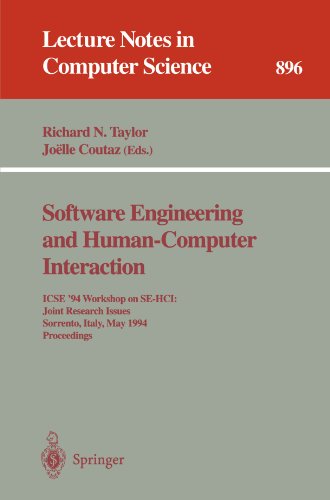 Lecture Notes in
Computer Science 896
Richard N. Taylor
Joëlle Coutaz (Eds.)
Software Engineering
and Human-Computer
Interaction
ICSE '94 Workshop on SE-HCI:
Joint Research Issues
Sorrento, Italy, May 1994
Proceedings
Springer